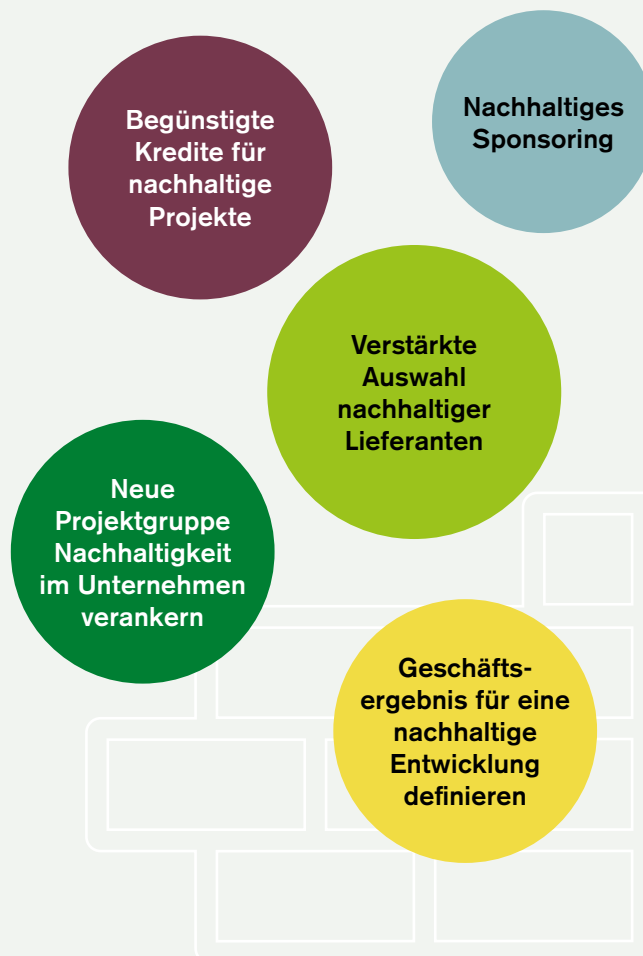 Begünstigte
Kredite für
nachhaltige
Projekte
Nachhaltiges
Sponsoring
Verstärkte
Auswahl
nachhaltiger
Lieferanten
Neue
Projektgruppe
Nachhaltigkeit
im Unternehmen
verankern
Geschäfts-
ergebnis für eine
nachhaltige
Entwicklung
definieren